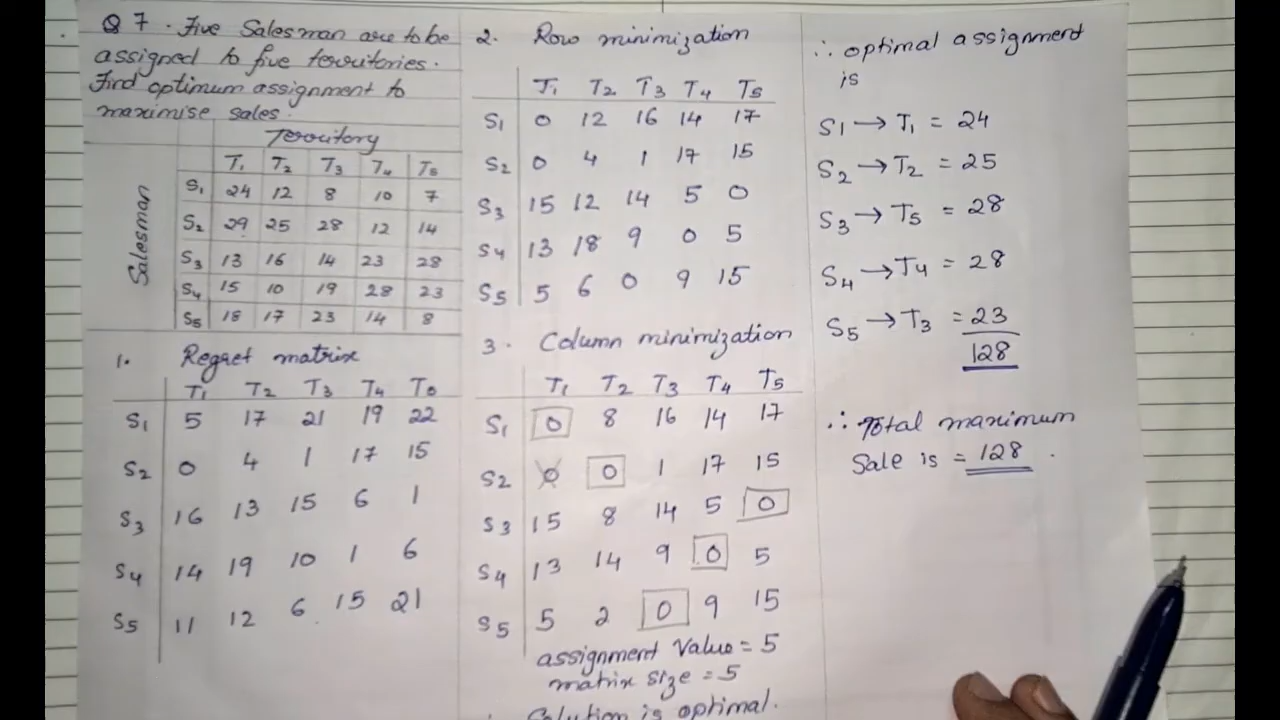 Q 7. Five Salesman are to be
assigned to five territories.
Find optimum assignment to
maximise sales.
Territory
Salesman
T1 T2 T3 T4 T5
S1 24 12 8 10 7
S2 29 25 28 12 14
S3 13 16 14 23 28
S4 15 10 19 28 23
S5 18 17 23 14 8
1. Regret matrix
T1 T2 T3 T4 T5
S1 5 17 21 19 22
S2 0 4 1 17 15
S3 16 13 15 6 1
S4 14 19 10 1 6
S5 11 12 6 15 21
2. Row minimization
T1 T2 T3 T4 T5
S1 0 12 16 14 17
S2 0 4 1 17 15
S3 15 12 14 5 0
S4 13 18 9 0 5
S5 5 6 0 9 15
3. Column minimization
T1 T2 T3 T4 T5
S1 0 8 16 14 17
S2 0 0 1 17 15
S3 15 8 14 5 0
S4 13 14 9 0 5
S5 5 2 0 9 15
assignment value = 5
matrix size = 5
Solution is optimal.
∴ optimal assignment
is
S1 → T1 = 24
S2 → T2 = 25
S3 → T5 = 28
S4 → T4 = 28
S5 → T3 = 23
128
∴ Total maximum
Sale is = 128.